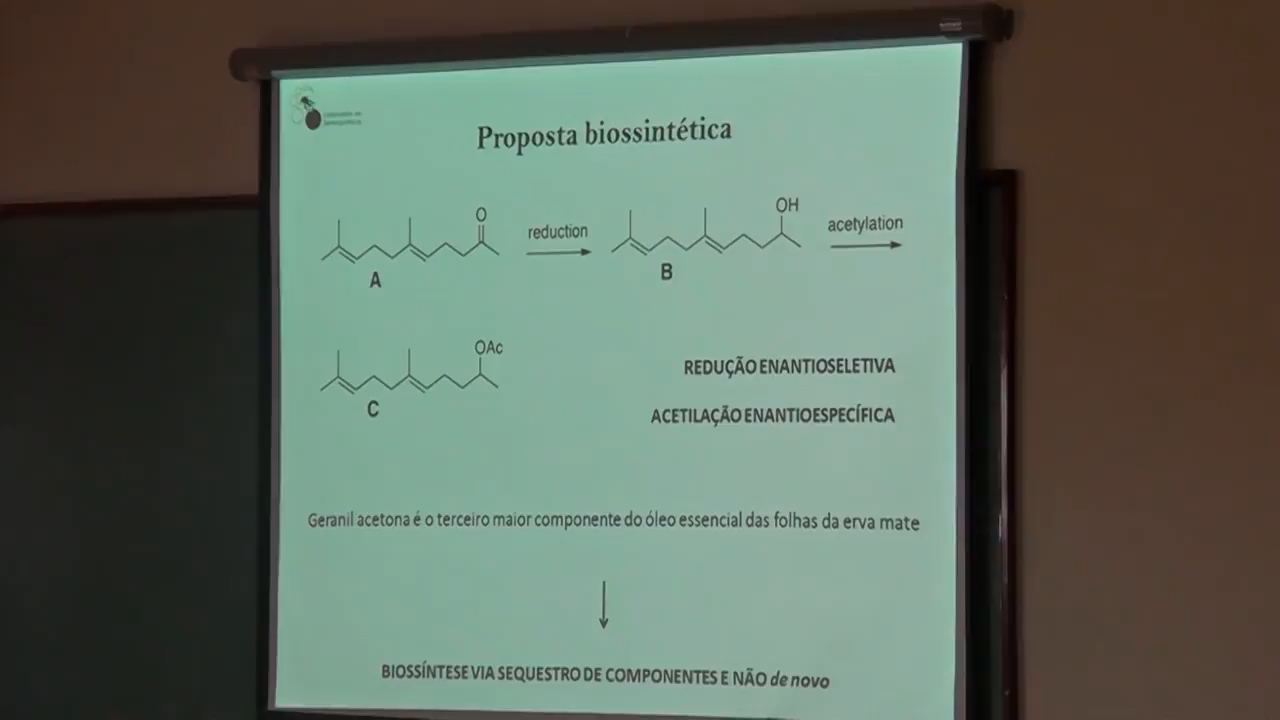 Proposta biossintética
O
reduction
OH
acetylation
A
B
OAc
C
REDUÇÃO ENANTIOSELETIVA
ACETILAÇÃO ENANTIOESPECÍFICA
Geranil acetona é o terceiro maior componente do óleo essencial das folhas da erva mate
BIOSSÍNTESE VIA SEQUESTRO DE COMPONENTES E NÃO de novo